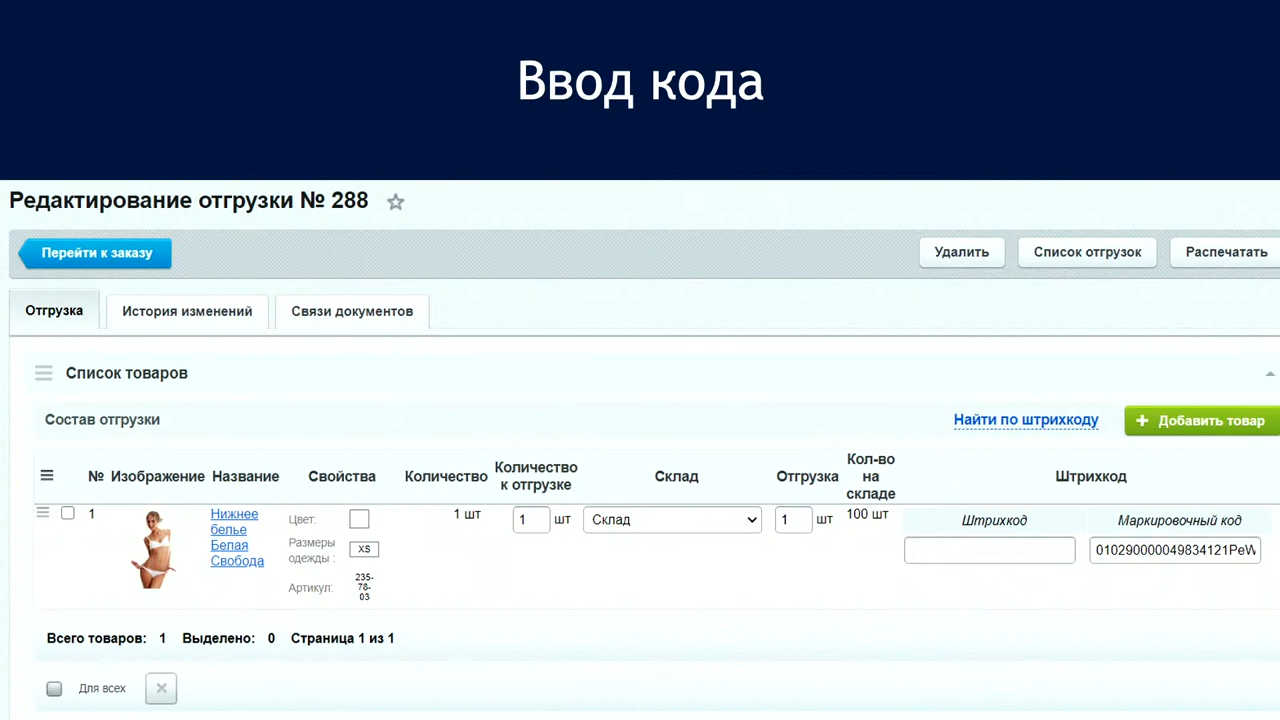 Ввод кода
Редактирование отгрузки № 288
Перейти к заказу
Удалить
Список отгрузок
Распечатать
Отгрузка
История изменений
Связи документов
Список товаров
Состав отгрузки
Найти по штрихкоду
+ Добавить товар
№
Изображение
Название
Свойства
Количество
Количество
к отгрузке
Склад
Отгрузка
Кол-во
на
складе
Штрихкод
1
Нижнее
белье
Белая
Свобода
Цвет:
Размеры
одежды :
XS
Артикул:
235-
78-
03
1 шт
1 шт
Склад
1 шт
100 шт
Штрихкод
Маркировочный код
010290000049834121PeW
Всего товаров: 1 Выделено: 0 Страница 1 из 1
Для всех